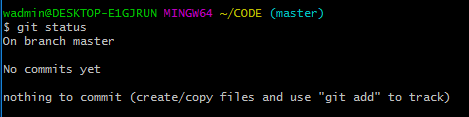 wadmin@DESKTOP-E1GJRUN MINGW64 ~/CODE (master)
$ git status
On branch master
No commits yet
nothing to commit (create/copy files and use "git add" to track)